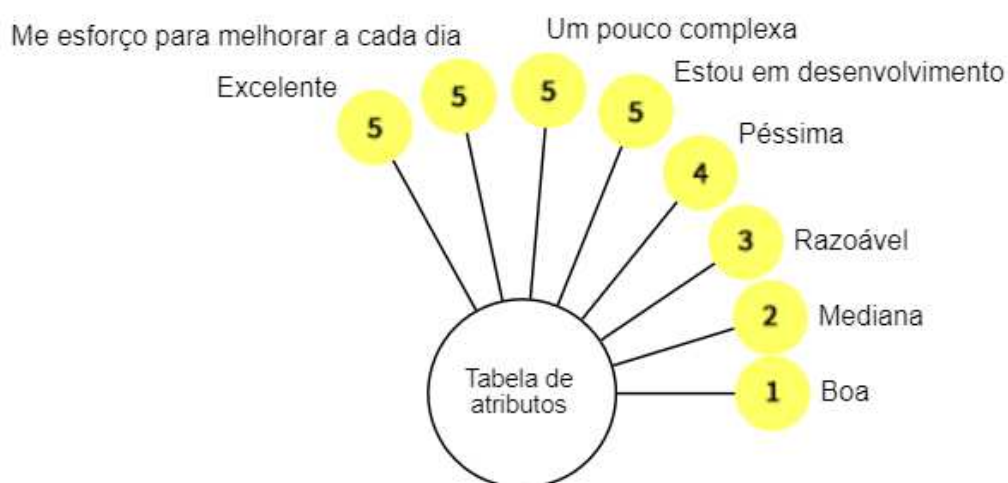 Me esforço para melhorar a cada dia
Um pouco complexa
Excelente
Estou em desenvolvimento
5
5
5
5
Péssima
4
Razoável
3
Mediana
2
Boa
1
Tabela de
atributos